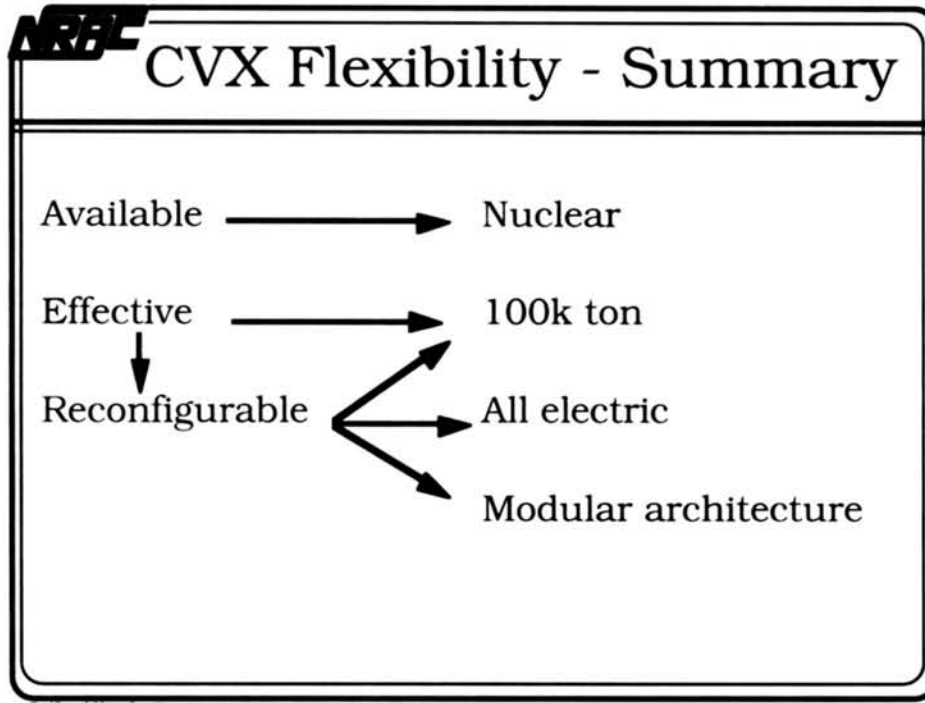 NRAC
CVX Flexibility - Summary
Available Nuclear
Effective 100k ton
Reconfigurable All electric
Modular architecture